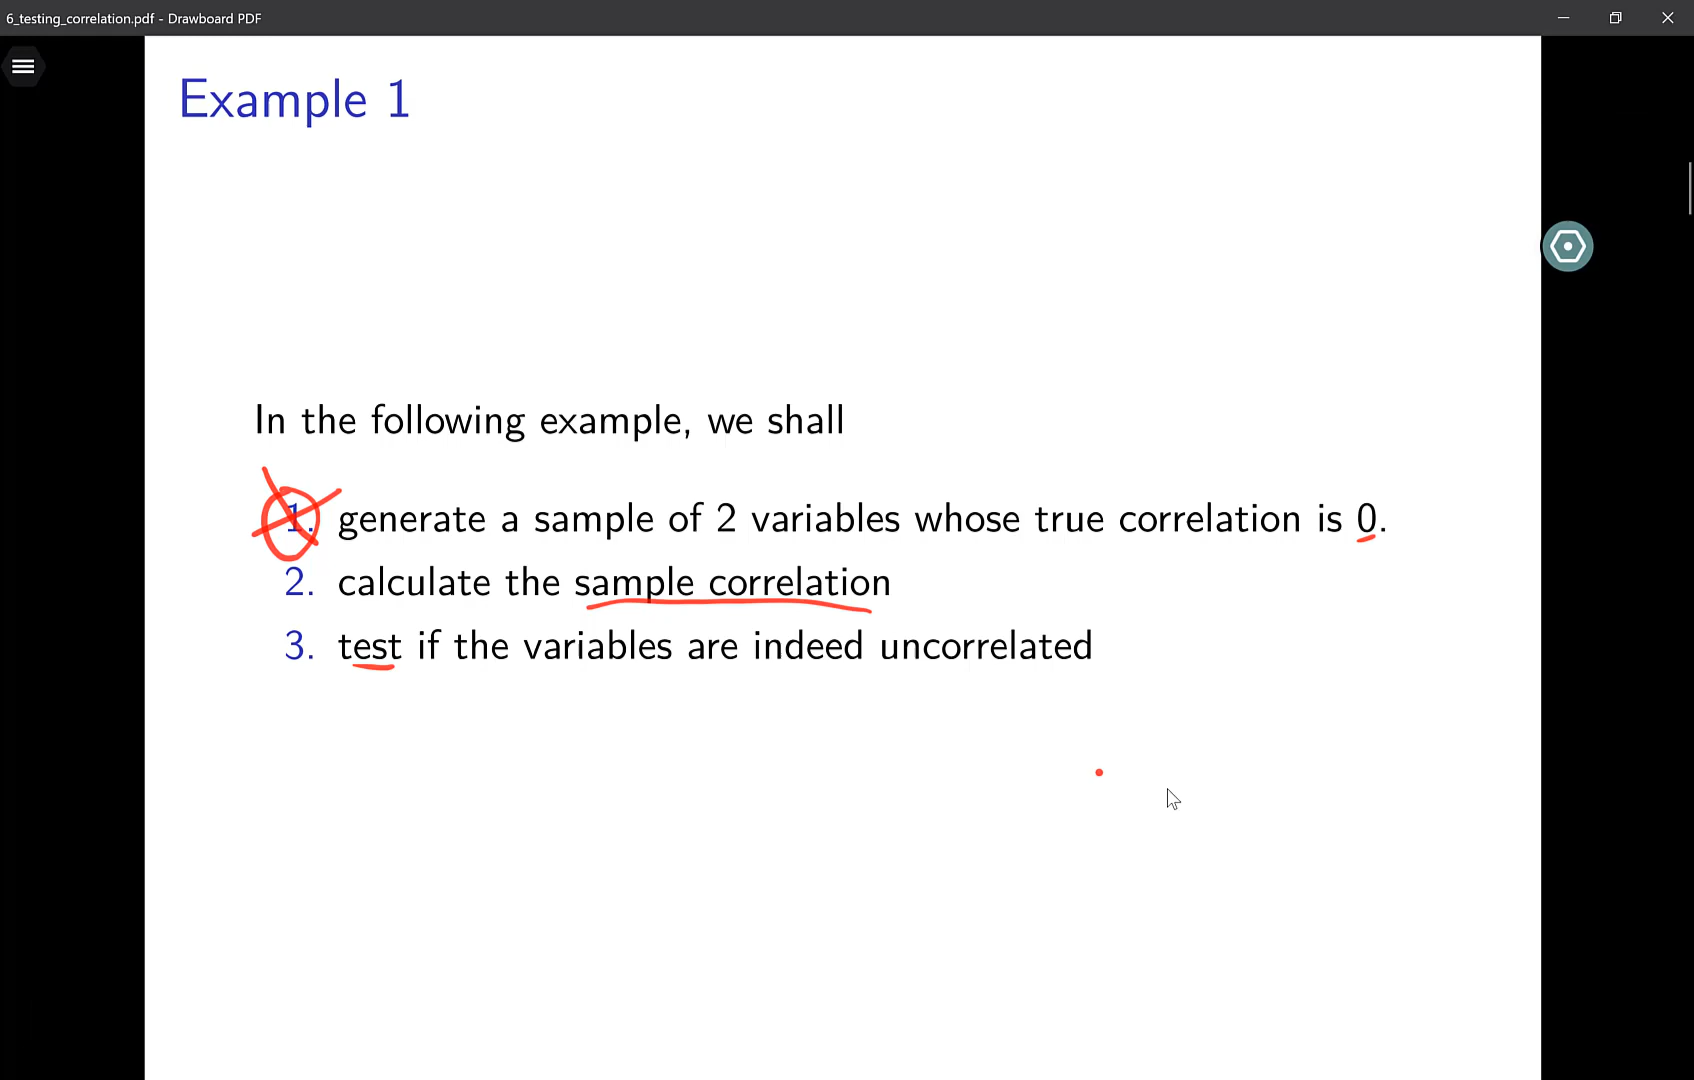 6_testing_correlation.pdf - Drawboard PDF
Example 1
In the following example, we shall
1. generate a sample of 2 variables whose true correlation is 0.
2. calculate the sample correlation
3. test if the variables are indeed uncorrelated